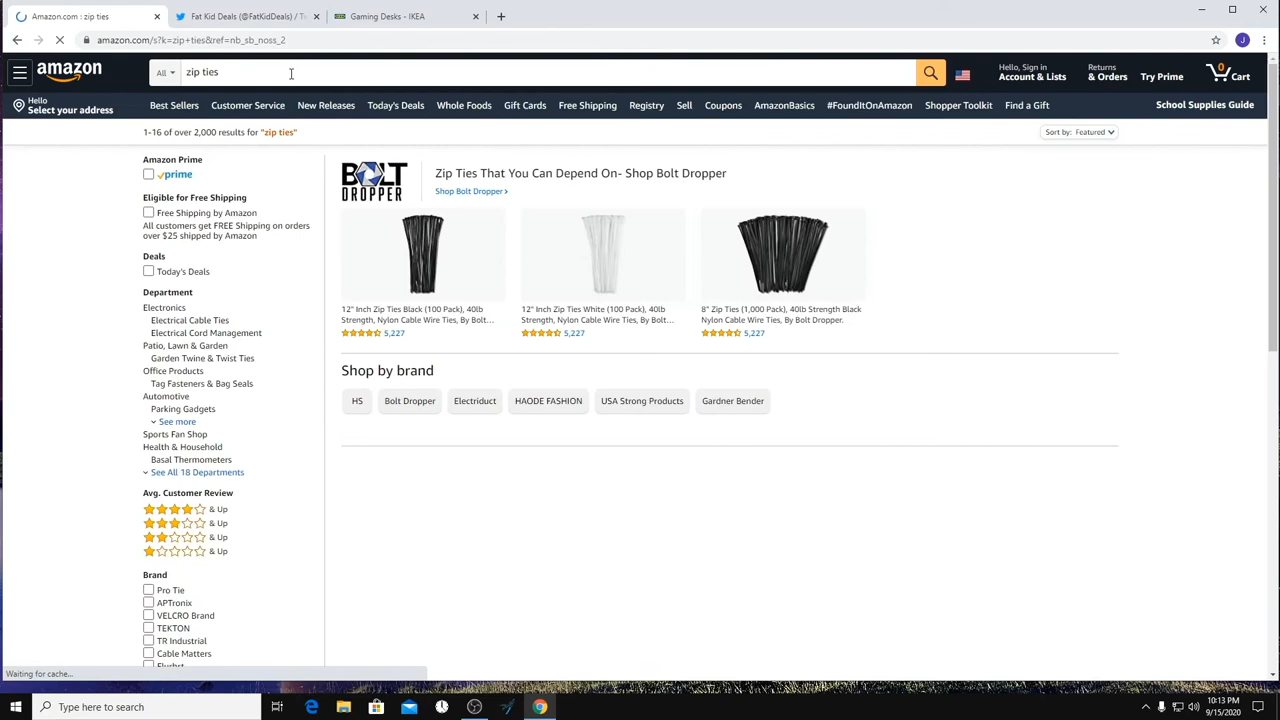 Amazon.com : zip ties
Fat Kid Deals (@FatKidDeals) / T
Gaming Desks - IKEA
amazon.com/s?k=zip+ties&ref=nb_sb_noss_2
J
amazon
All
zip ties
Hello, Sign in
Account & Lists
Returns
& Orders
Try Prime
0
Cart
Hello
Select your address
Best Sellers
Customer Service
New Releases
Today's Deals
Whole Foods
Gift Cards
Free Shipping
Registry
Sell
Coupons
AmazonBasics
#FoundItOnAmazon
Shopper Toolkit
Find a Gift
School Supplies Guide
1-16 of over 2,000 results for "zip ties"
Sort by: Featured
Amazon Prime
prime
Eligible for Free Shipping
Free Shipping by Amazon
All customers get FREE Shipping on orders
over $25 shipped by Amazon
Deals
Today's Deals
Department
Electronics
Electrical Cable Ties
Electrical Cord Management
Patio, Lawn & Garden
Garden Twine & Twist Ties
Office Products
Tag Fasteners & Bag Seals
Automotive
Parking Gadgets
See more
Sports Fan Shop
Health & Household
Basal Thermometers
See All 18 Departments
Avg. Customer Review
& Up
& Up
& Up
& Up
Brand
Pro Tie
APTronix
VELCRO Brand
TEKTON
TR Industrial
Cable Matters
BOLT
DROPPER
Zip Ties That You Can Depend On- Shop Bolt Dropper
Shop Bolt Dropper
12" Inch Zip Ties Black (100 Pack), 40lb
Strength, Nylon Cable Wire Ties, By Bolt...
5,227
12" Inch Zip Ties White (100 Pack), 40lb
Strength, Nylon Cable Wire Ties, By Bolt...
5,227
8" Zip Ties (1,000 Pack), 40lb Strength Black
Nylon Cable Wire Ties, By Bolt Dropper.
5,227
Shop by brand
HS
Bolt Dropper
Electriduct
HAODE FASHION
USA Strong Products
Gardner Bender
Waiting for cache...
Type here to search
10:13 PM
9/15/2020